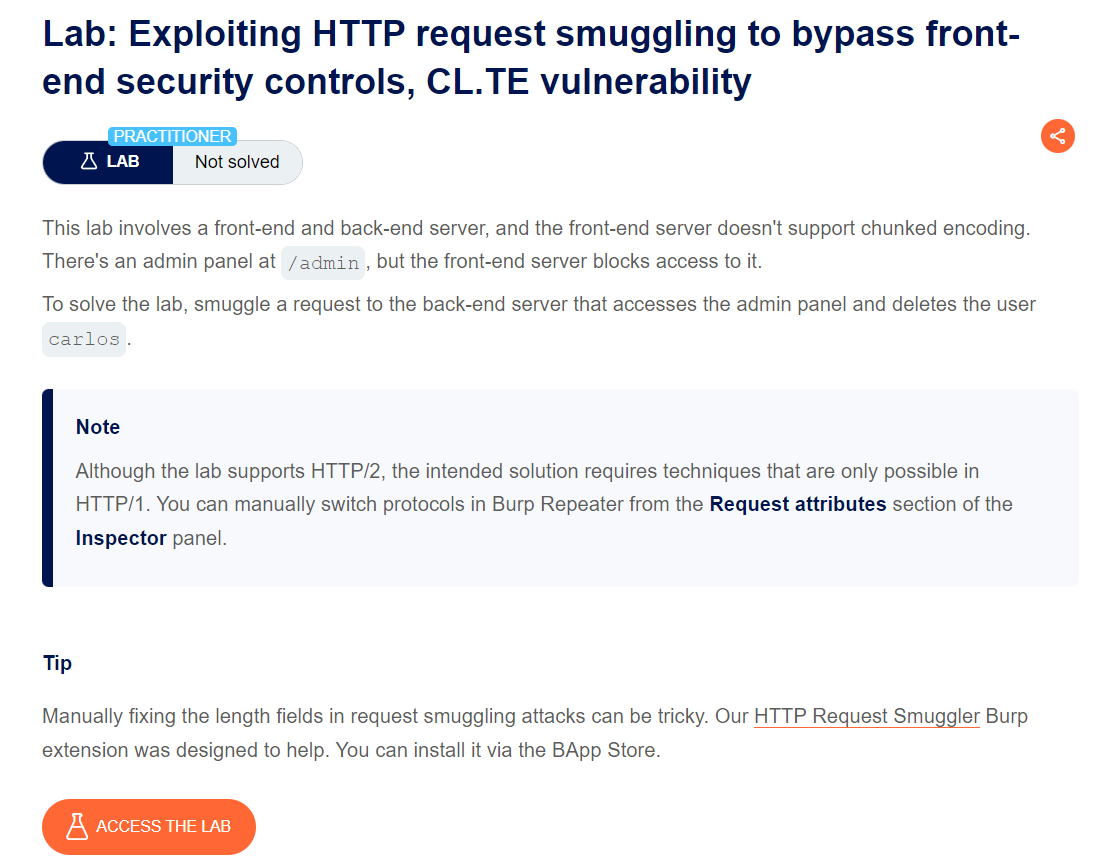 Lab: Exploiting HTTP request smuggling to bypass front-
end security controls, CL.TE vulnerability
PRACTITIONER
LAB
Not solved
This lab involves a front-end and back-end server, and the front-end server doesn't support chunked encoding.
There's an admin panel at /admin, but the front-end server blocks access to it.
To solve the lab, smuggle a request to the back-end server that accesses the admin panel and deletes the user
carlos.
Note
Although the lab supports HTTP/2, the intended solution requires techniques that are only possible in
HTTP/1. You can manually switch protocols in Burp Repeater from the Request attributes section of the
Inspector panel.
Tip
Manually fixing the length fields in request smuggling attacks can be tricky. Our HTTP Request Smuggler Burp
extension was designed to help. You can install it via the BApp Store.
ACCESS THE LAB